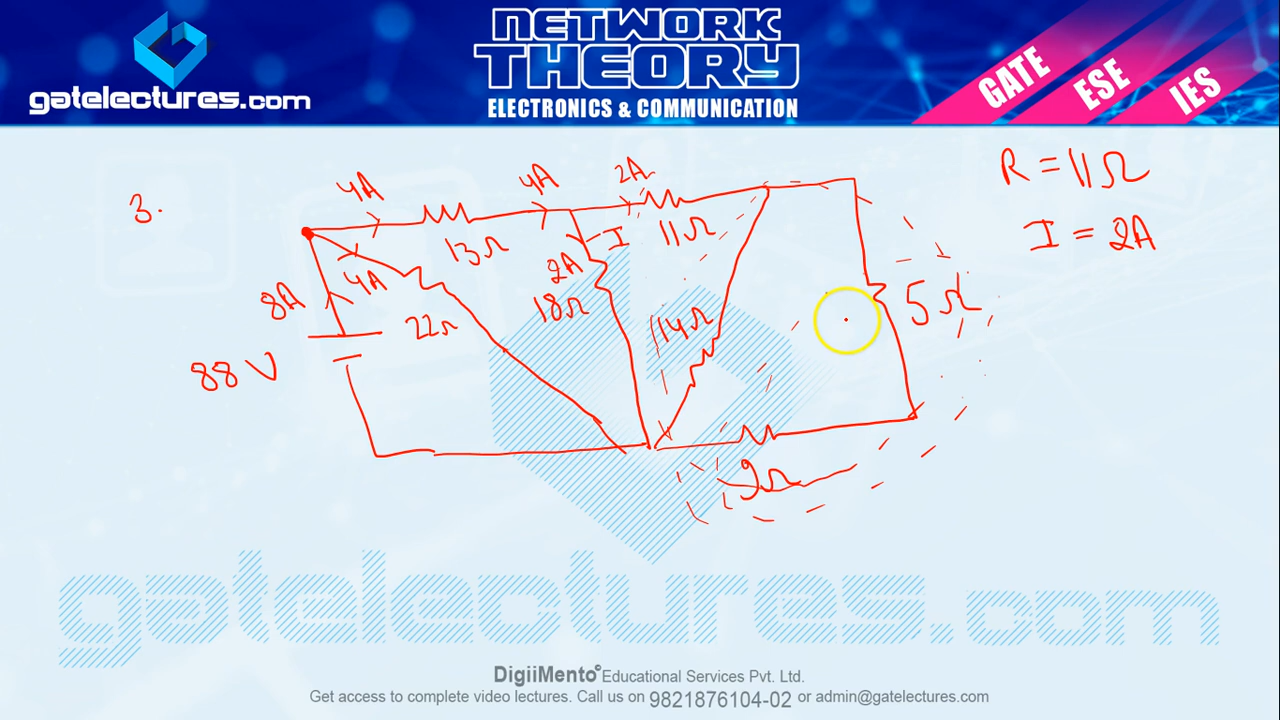 gatelectures.com
NETWORK
THEORY
ELECTRONICS & COMMUNICATION
GATE
ESE
IES
3.
4A
4A
2A
R = 11Ω
13Ω
I
11Ω
I = 2A
8A
4A
2A
22Ω
18Ω
14Ω
5Ω
88 V
9Ω
gatelectures.com
DigiiMento© Educational Services Pvt. Ltd.
Get access to complete video lectures. Call us on 9821876104-02 or admin@gatelectures.com